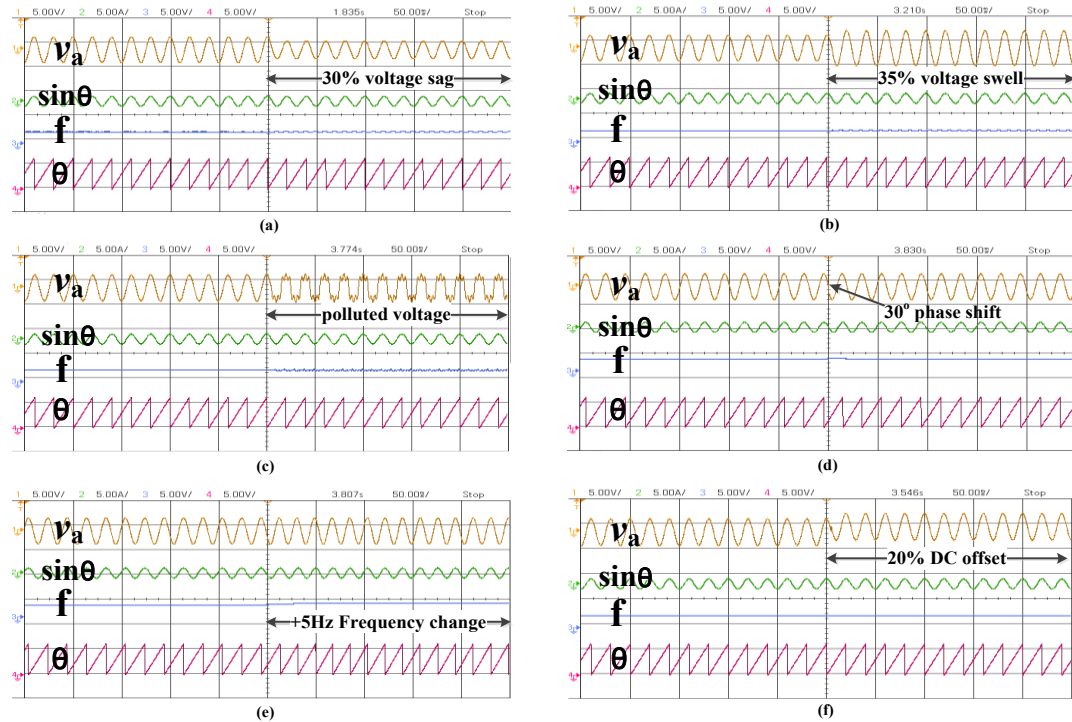 1 5.00V/ 2 5.00A/ 3 5.00V/ 4 5.00V/ 1.835s 50.00ms/ Stop
va
30% voltage sag
sinθ
f
θ
(a)
1 5.00V/ 2 5.00A/ 3 5.00V/ 4 5.00V/ 3.210s 50.00ms/ Stop
va
35% voltage swell
sinθ
f
θ
(b)
1 5.00V/ 2 5.00A/ 3 5.00V/ 4 5.00V/ 3.774s 50.00ms/ Stop
va
polluted voltage
sinθ
f
θ
(c)
1 5.00V/ 2 5.00A/ 3 5.00V/ 4 5.00V/ 3.830s 50.00ms/ Stop
va
30° phase shift
sinθ
f
θ
(d)
1 5.00V/ 2 5.00A/ 3 5.00V/ 4 5.00V/ 3.807s 50.00ms/ Stop
va
sinθ
f
+5Hz Frequency change
θ
(e)
1 5.00V/ 2 5.00A/ 3 5.00V/ 4 5.00V/ 3.546s 50.00ms/ Stop
va
20% DC offset
sinθ
f
θ
(f)